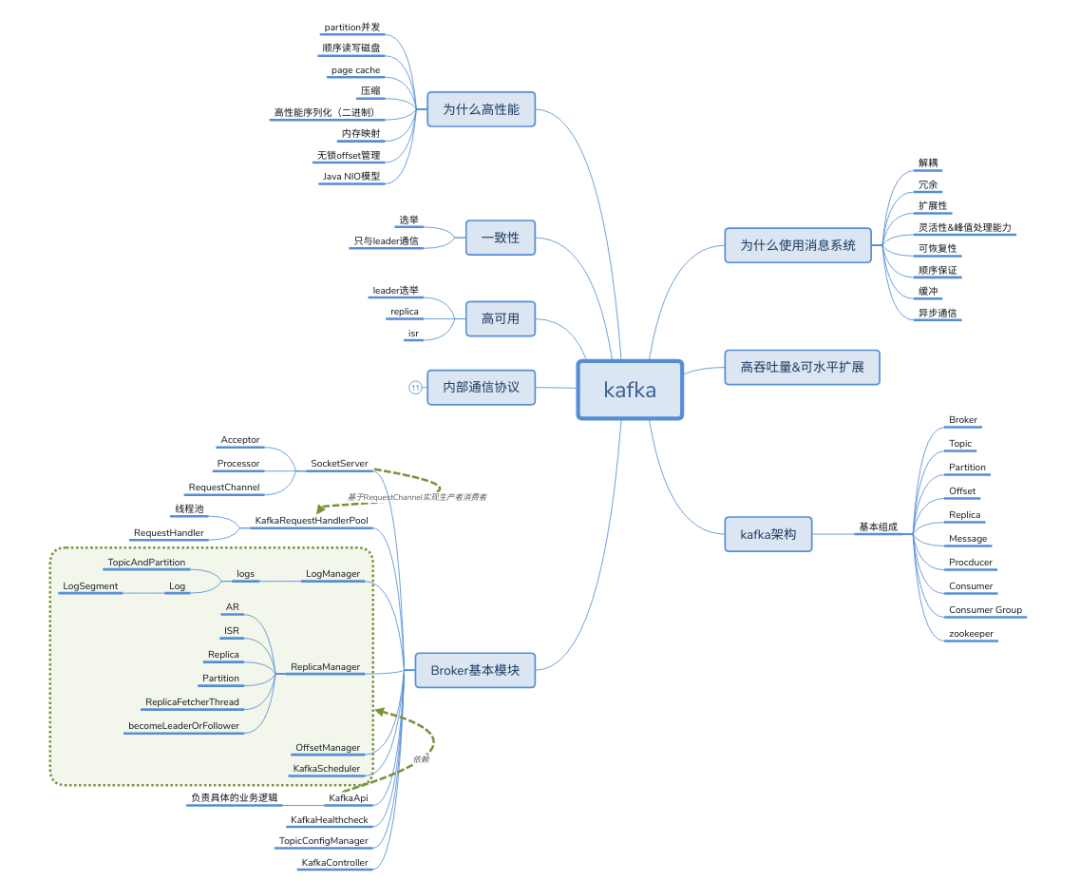 kafka
为什么高性能
partition并发
顺序读写磁盘
page cache
压缩
高性能序列化（二进制）
内存映射
无锁offset管理
Java NIO模型
一致性
选举
只与leader通信
高可用
leader选举
replica
isr
内部通信协议
11
Broker基本模块
SocketServer
Acceptor
Processor
RequestChannel
基于RequestChannel实现生产者消费者
KafkaRequestHandlerPool
线程池
RequestHandler
LogManager
logs
TopicAndPartition
Log
LogSegment
ReplicaManager
AR
ISR
Replica
Partition
ReplicaFetcherThread
becomeLeaderOrFollower
OffsetManager
KafkaScheduler
依赖
KafkaApi
负责具体的业务逻辑
KafkaHealthcheck
TopicConfigManager
KafkaController
为什么使用消息系统
解耦
冗余
扩展性
灵活性&峰值处理能力
可恢复性
顺序保证
缓冲
异步通信
高吞吐量&可水平扩展
kafka架构
基本组成
Broker
Topic
Partition
Offset
Replica
Message
Procducer
Consumer
Consumer Group
zookeeper